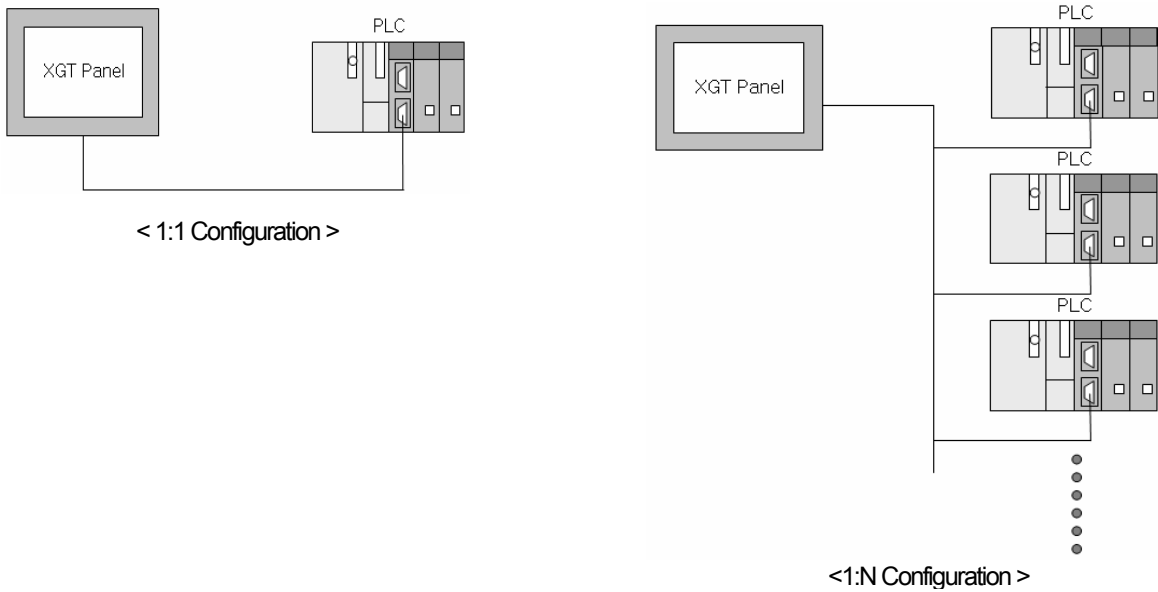 PLC
XGT Panel
< 1:1 Configuration >
PLC
XGT Panel
PLC
PLC
<1:N Configuration >